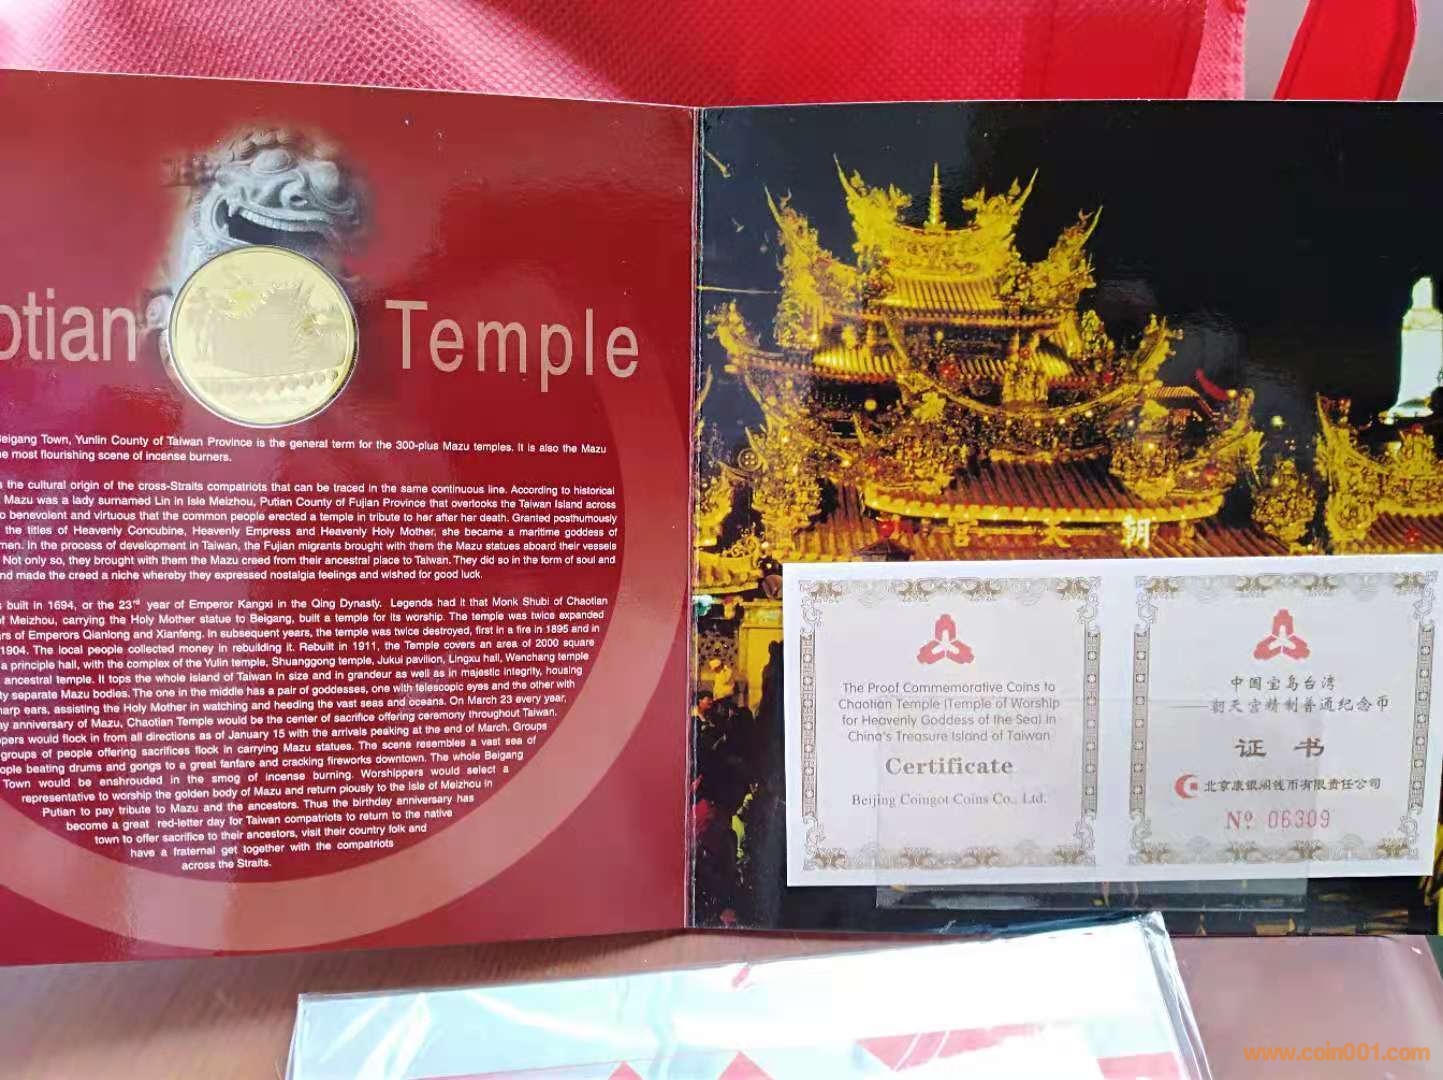 otian Temple
Beigang Town, Yunlin County of Taiwan Province is the general term for the 300-plus Mazu temples. It is also the Mazu
most flourishing scene of incense burners.
the cultural origin of the cross-Straits compatriots that can be traced in the same continuous line. According to historical
Mazu was a lady surnamed Lin in Isle Meizhou, Putian County of Fujian Province that overlooks the Taiwan Island across
benevolent and virtuous that the common people erected a temple in tribute to her after her death. Granted posthumously
the titles of Heavenly Concubine, Heavenly Empress and Heavenly Holy Mother, she became a maritime goddess of
men. In the process of development in Taiwan, the Fujian migrants brought with them the Mazu statues aboard their vessels
Not only so, they brought with them the Mazu creed from their ancestral place to Taiwan. They did so in the form of soul and
nd made the creed a niche whereby they expressed nostalgia feelings and wished for good luck.
built in 1694, or the 23rd year of Emperor Kangxi in the Qing Dynasty. Legends had it that Monk Shubi of Chaotian
of Meizhou, carrying the Holy Mother statue to Beigang, built a temple for its worship. The temple was twice expanded
rs of Emperors Qianlong and Xianfeng. In subsequent years, the temple was twice destroyed, first in a fire in 1895 and in
1904. The local people collected money in rebuilding it. Rebuilt in 1911, the Temple covers an area of 2000 square
a principle hall, with the complex of the Yulin temple, Shuanggong temple, Jukui pavilion, Lingxu hall, Wenchang temple
ancestral temple. It tops the whole island of Taiwan in size and in grandeur as well as in majestic integrity, housing
ty separate Mazu bodies. The one in the middle has a pair of goddesses, one with telescopic eyes and the other with
harp ears, assisting the Holy Mother in watching and heeding the vast seas and oceans. On March 23 every year,
ay anniversary of Mazu, Chaotian Temple would be the center of sacrifice offering ceremony throughout Taiwan.
ppers would flock in from all directions as of January 15 with the arrivals peaking at the end of March. Groups
groups of people offering sacrifices flock in carrying Mazu statues. The scene resembles a vast sea of
ople beating drums and gongs to a great fanfare and cracking fireworks downtown. The whole Beigang
Town would be enshrouded in the smog of incense burning. Worshippers would select a
representative to worship the golden body of Mazu and return piously to the isle of Meizhou in
Putian to pay tribute to Mazu and the ancestors. Thus the birthday anniversary has
become a great red-letter day for Taiwan compatriots to return to the native
town to offer sacrifice to their ancestors, visit their country folk and
have a fraternal get together with the compatriots
across the Straits.
宮 天 朝
The Proof Commemorative Coins to
Chaotian Temple (Temple of Worship
for Heavenly Goddess of the Sea) in
China's Treasure Island of Taiwan
Certificate
Beijing Coingot Coins Co., Ltd.
中国宝岛台湾
——朝天宫精制普通纪念币
证 书
北京康银阁钱币有限责任公司
Nº 06309
www.coin001.com